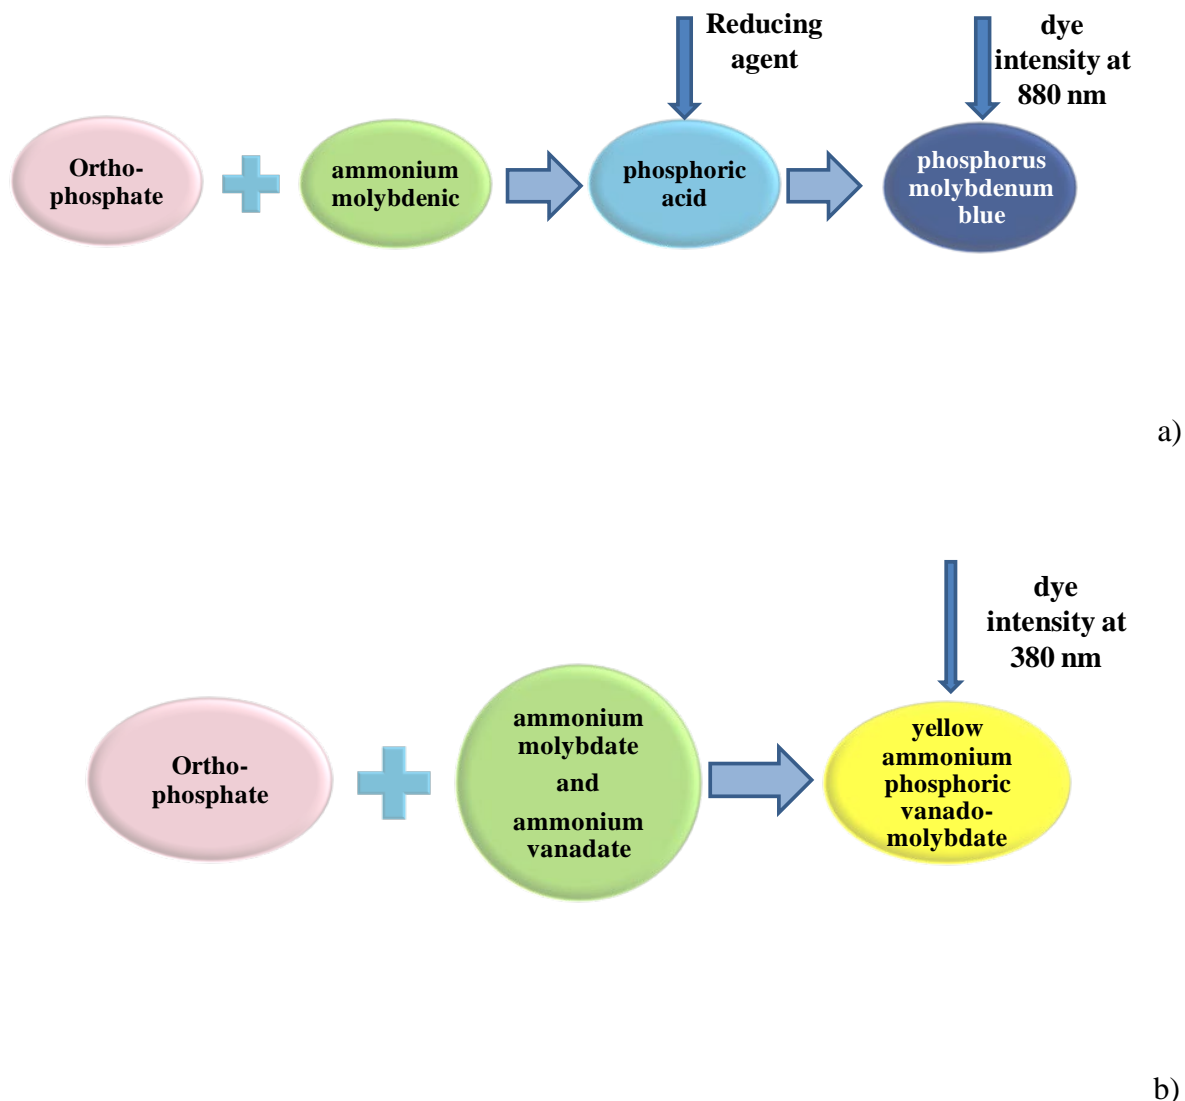 Reducing
agent
dye
intensity at
880 nm
Ortho-
phosphate
ammonium
molybdenic
phosphoric
acid
phosphorus
molybdenum
blue
a)
dye
intensity at
380 nm
Ortho-
phosphate
ammonium
molybdate
and
ammonium
vanadate
yellow
ammonium
phosphoric
vanado-
molybdate
b)